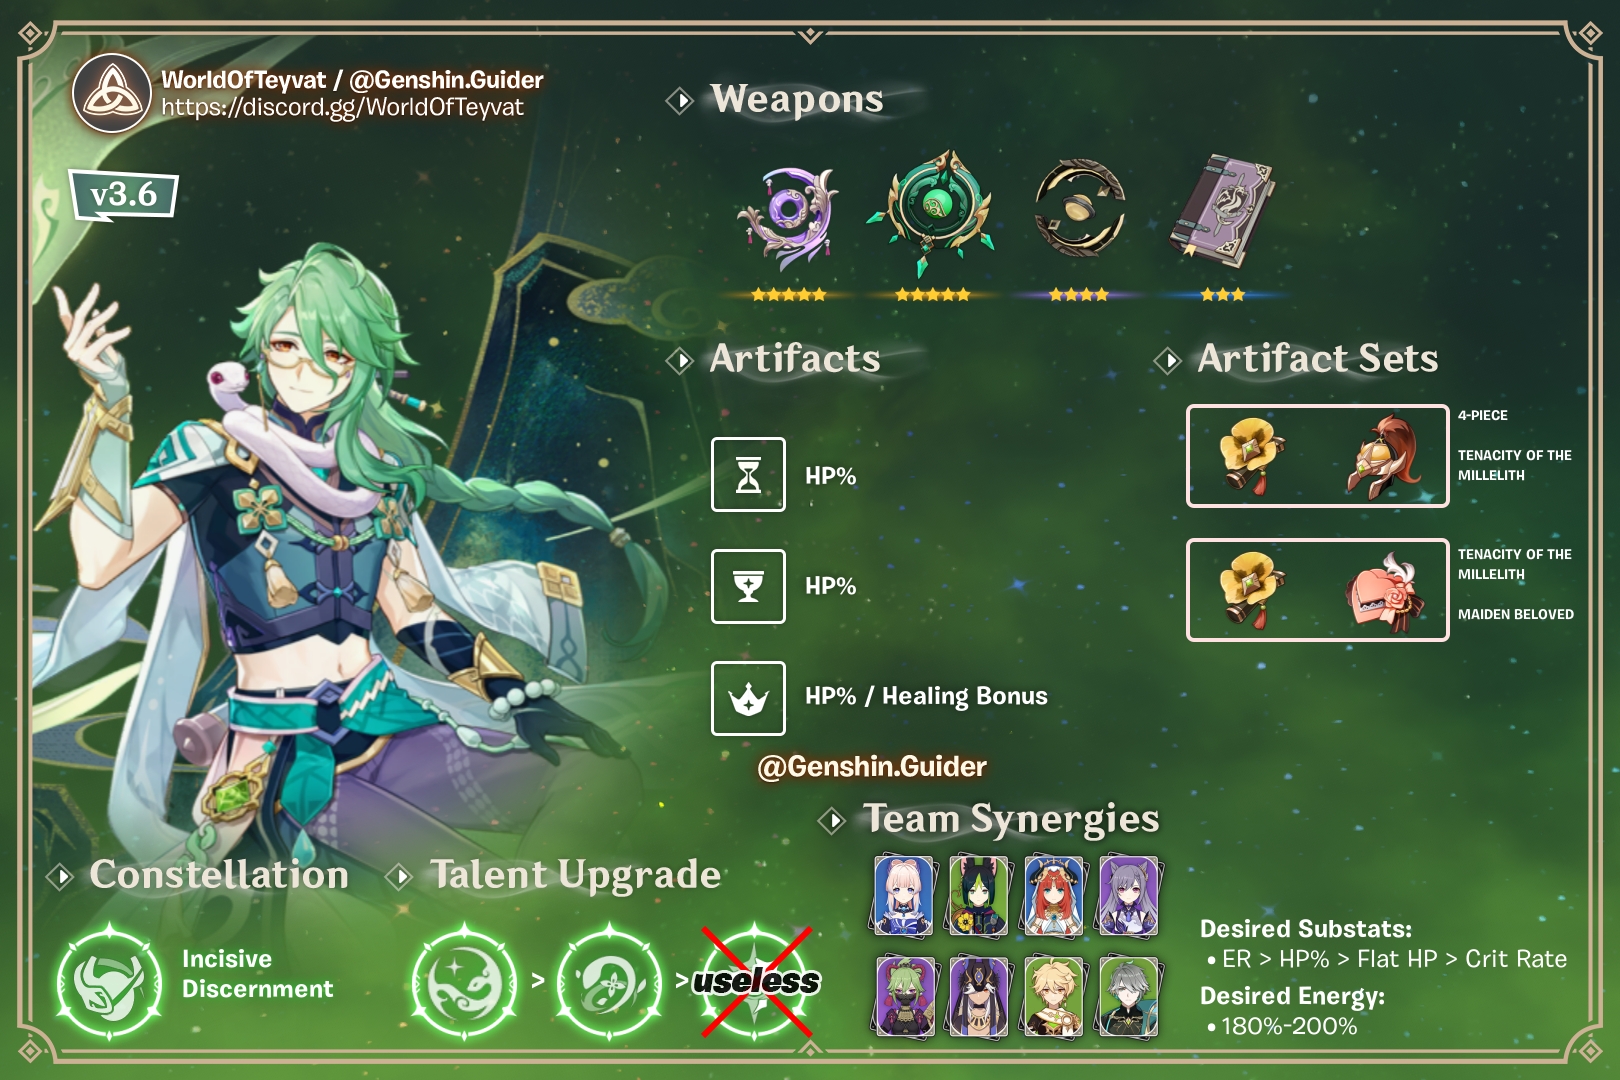 WorldOfTeyvat / @Genshin.Guider
https://discord.gg/WorldOfTeyvat
v3.6
Weapons
Artifacts
HP%
HP%
HP% / Healing Bonus
@Genshin.Guider
Artifact Sets
4-PIECE
TENACITY OF THE
MILLELITH
TENACITY OF THE
MILLELITH
MAIDEN BELOVED
Constellation
Incisive
Discernment
Talent Upgrade
> > useless
Team Synergies
Desired Substats:
• ER > HP% > Flat HP > Crit Rate
Desired Energy:
• 180%-200%